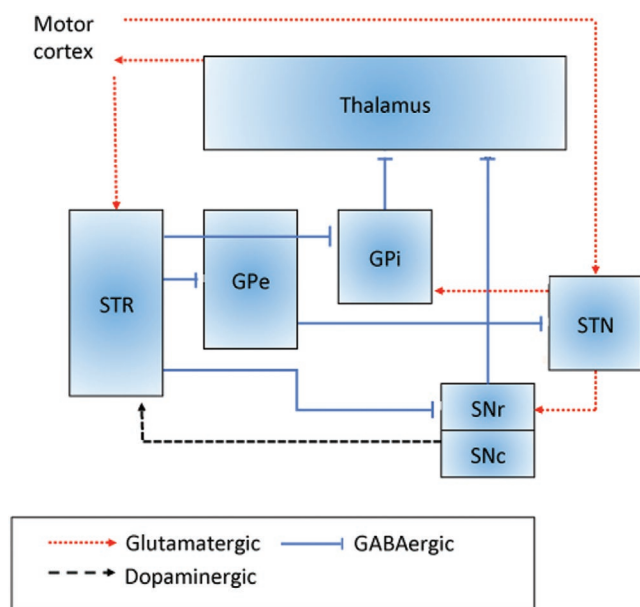 Motor
cortex
Thalamus
STR
GPe
GPi
STN
SNr
SNc
Glutamatergic
GABAergic
Dopaminergic